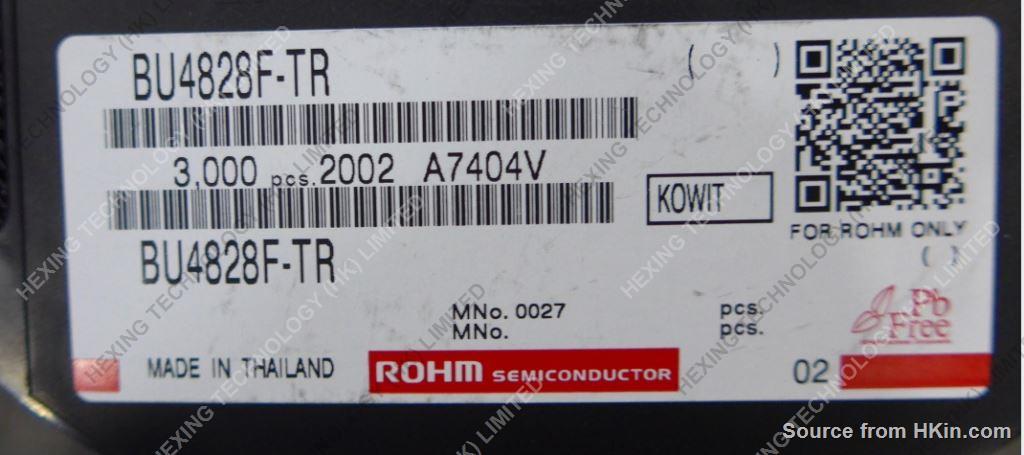 BU4828F-TR
( )
3,000 pcs. 2002 A7404V
KOWIT
FOR ROHM ONLY
( )
BU4828F-TR
MNo. 0027 pcs.
MNo. pcs.
Pb
Free
MADE IN THAILAND
ROHM SEMICONDUCTOR
02
HEXING TECHNOLOGY (HK) LIMITED
Source from HKin.com